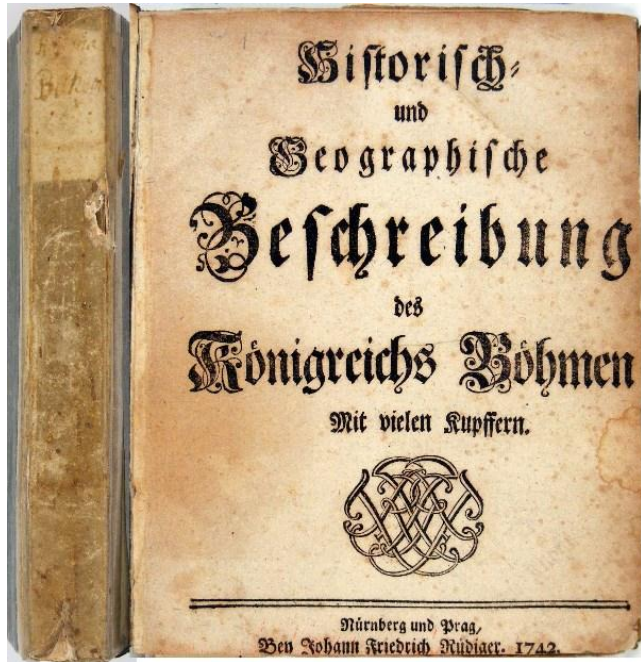 Hiſtoriſch-
und
Geographiſche
Beſchreibung
des
Königreichs Böhmen
Mit vielen Kupffern.
Nürnberg und Prag,
Bey Johann Friedrich Rüdiger. 1742.